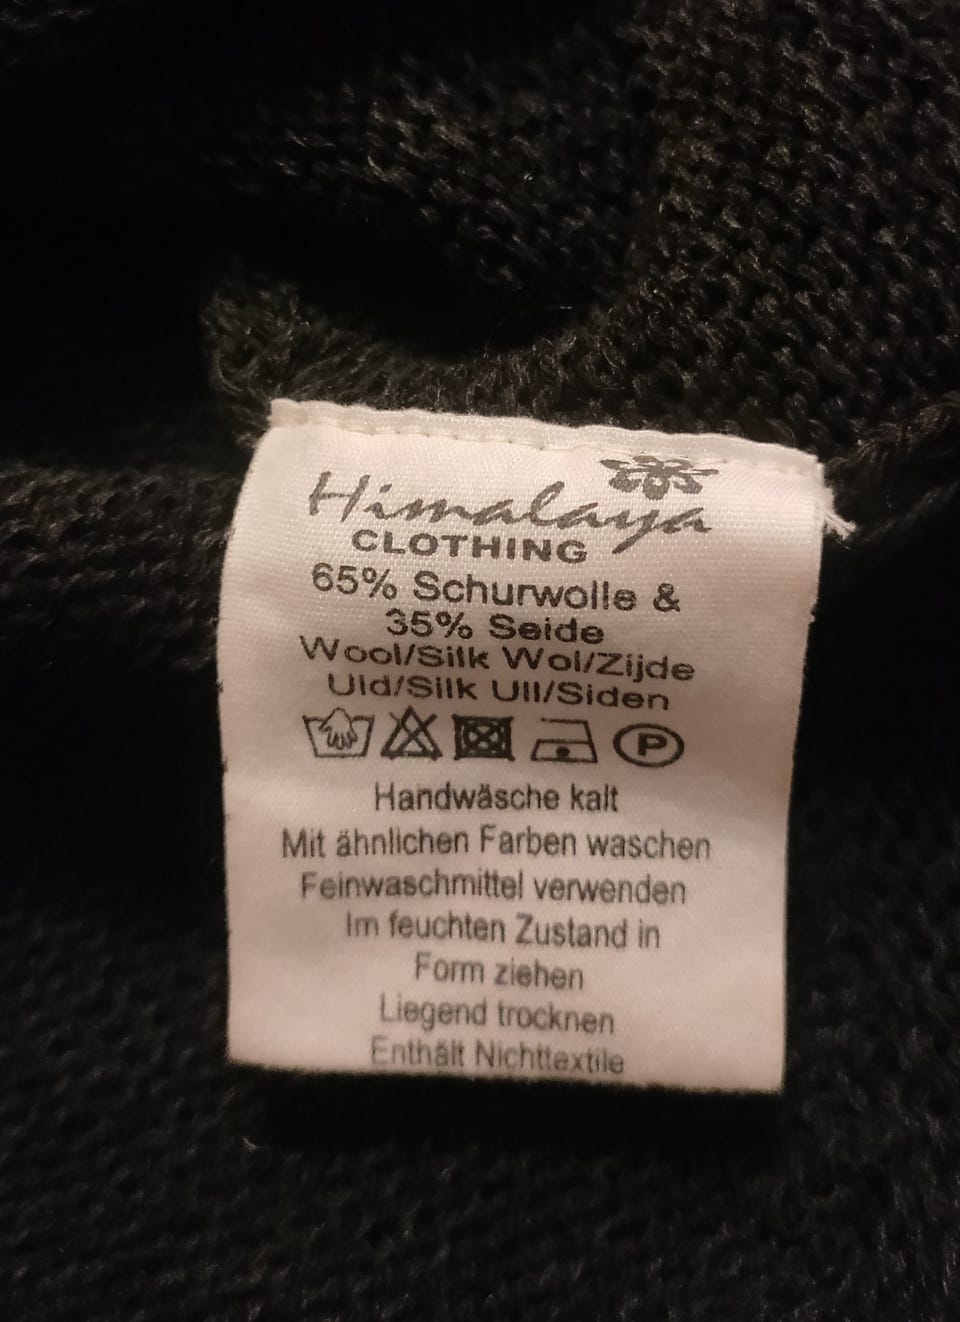 Himalaya
CLOTHING
65% Schurwolle &
35% Seide
Wool/Silk Wol/Zijde
Uld/Silk Ull/Siden
P
Handwäsche kalt
Mit ähnlichen Farben waschen
Feinwaschmittel verwenden
Im feuchten Zustand in
Form ziehen
Liegend trocknen
Enthält Nichttextile